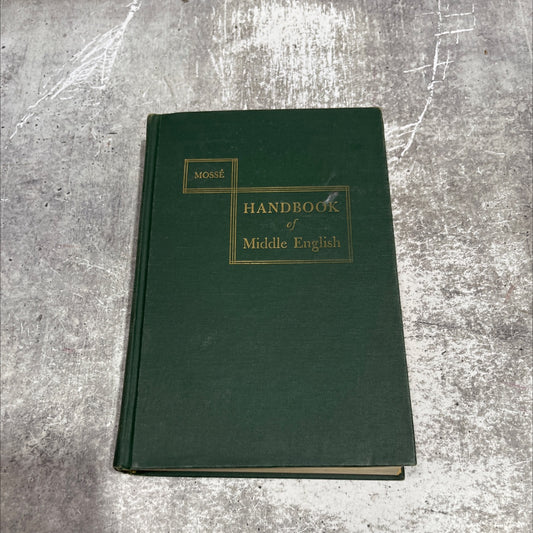 MOSSÉ
HANDBOOK
of
Middle English